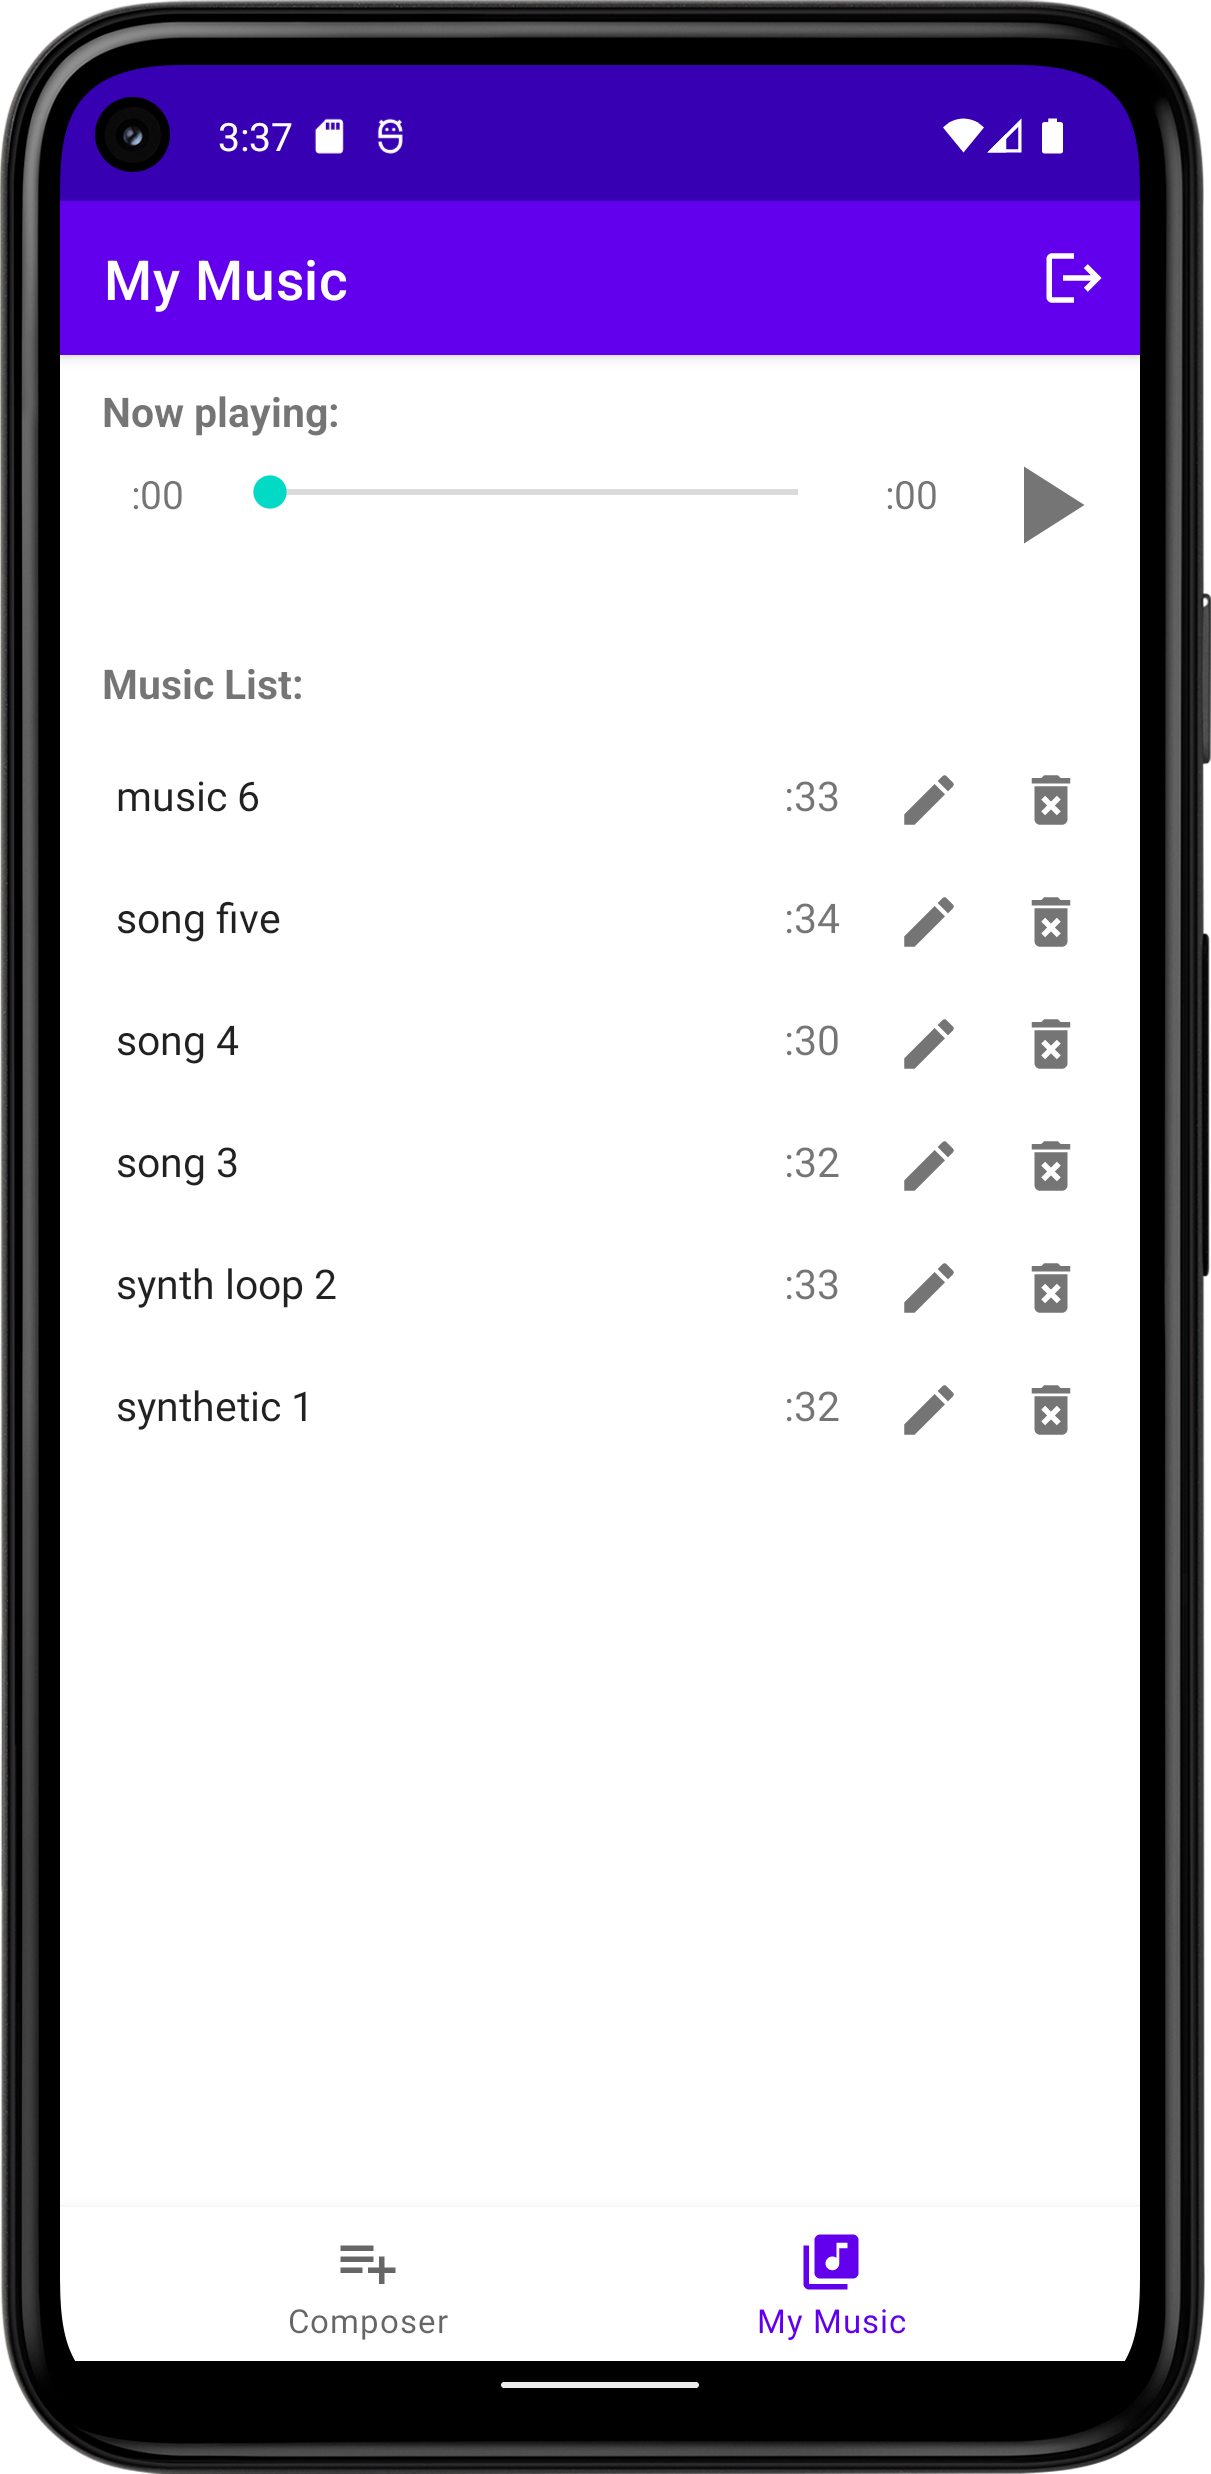 3:37
My Music
Now playing:
:00 :00
Music List:
music 6 :33
song five :34
song 4 :30
song 3 :32
synth loop 2 :33
synthetic 1 :32
Composer My Music